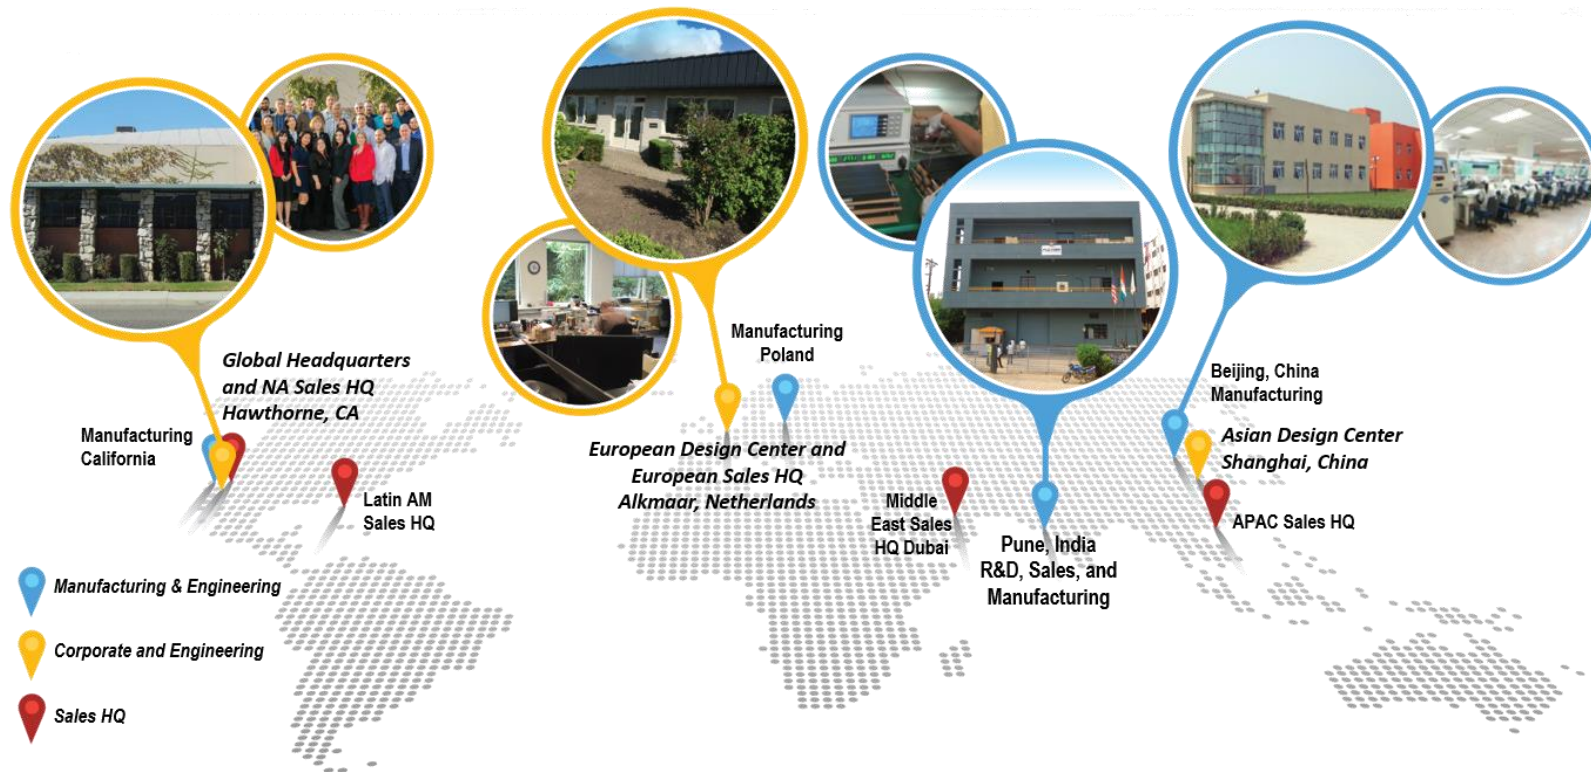 Global Headquarters
and NA Sales HQ
Hawthorne, CA
Manufacturing
California
Latin AM
Sales HQ
Manufacturing
Poland
European Design Center and
European Sales HQ
Alkmaar, Netherlands
Middle
East Sales
HQ Dubai
Pune, India
R&D, Sales, and
Manufacturing
Beijing, China
Manufacturing
Asian Design Center
Shanghai, China
APAC Sales HQ
Manufacturing & Engineering
Corporate and Engineering
Sales HQ